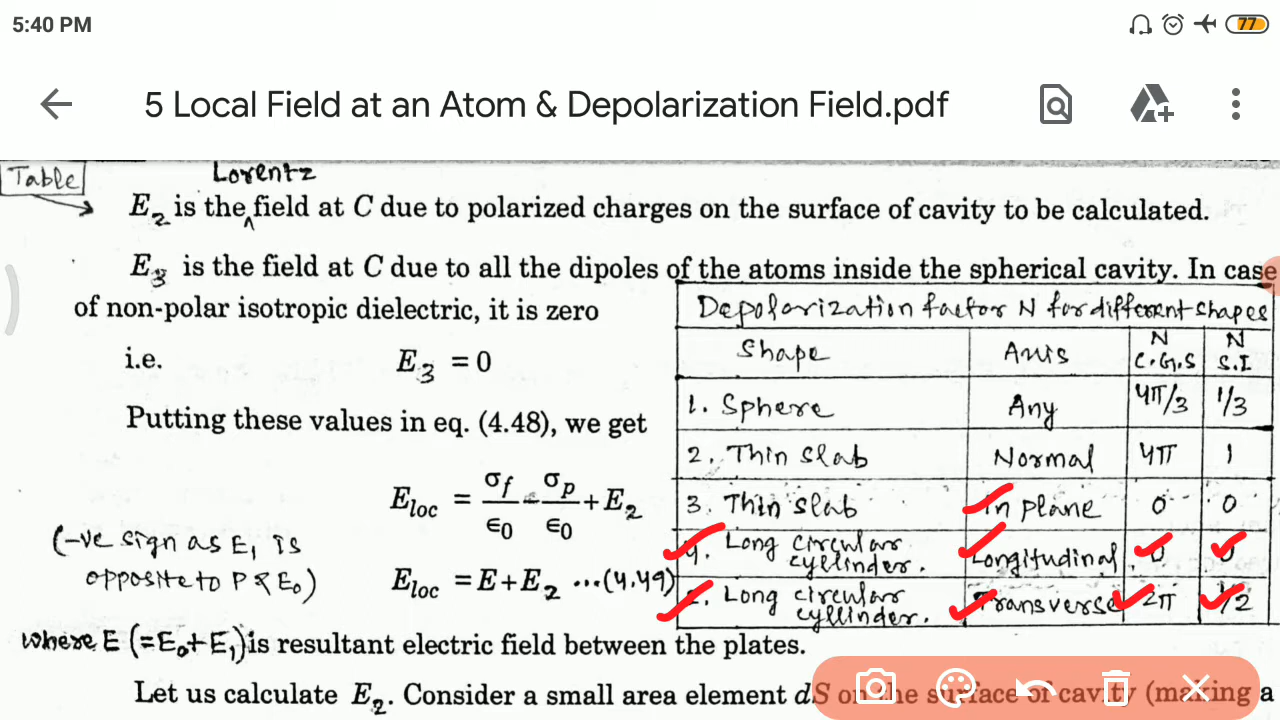 5:40 PM
77
5 Local Field at an Atom & Depolarization Field.pdf
Table
Lorentz
E₂ is the ^ field at C due to polarized charges on the surface of cavity to be calculated.
E₃ is the field at C due to all the dipoles of the atoms inside the spherical cavity. In case
of non-polar isotropic dielectric, it is zero
i.e. E₃ = 0
Putting these values in eq. (4.48), we get
E_loc = σ_f/ϵ₀ - σ_p/ϵ₀ + E₂
(-ve sign as E₁ is
opposite to P & E₀)
E_loc = E + E₂ ...(4.49)
Depolarization factor N for different shapes
Shape Axis N C.G.S N S.I
1. Sphere Any 4π/3 1/3
2. Thin slab Normal 4π 1
3. Thin slab In plane 0 0
4. Long circular cyllinder. Longitudinal 0 0
Long circular cyllinder. Transverse 2π 1/2
where E (=E₀+E₁) is resultant electric field between the plates.
Let us calculate E₂. Consider a small area element dS on the surface of cavity (making a